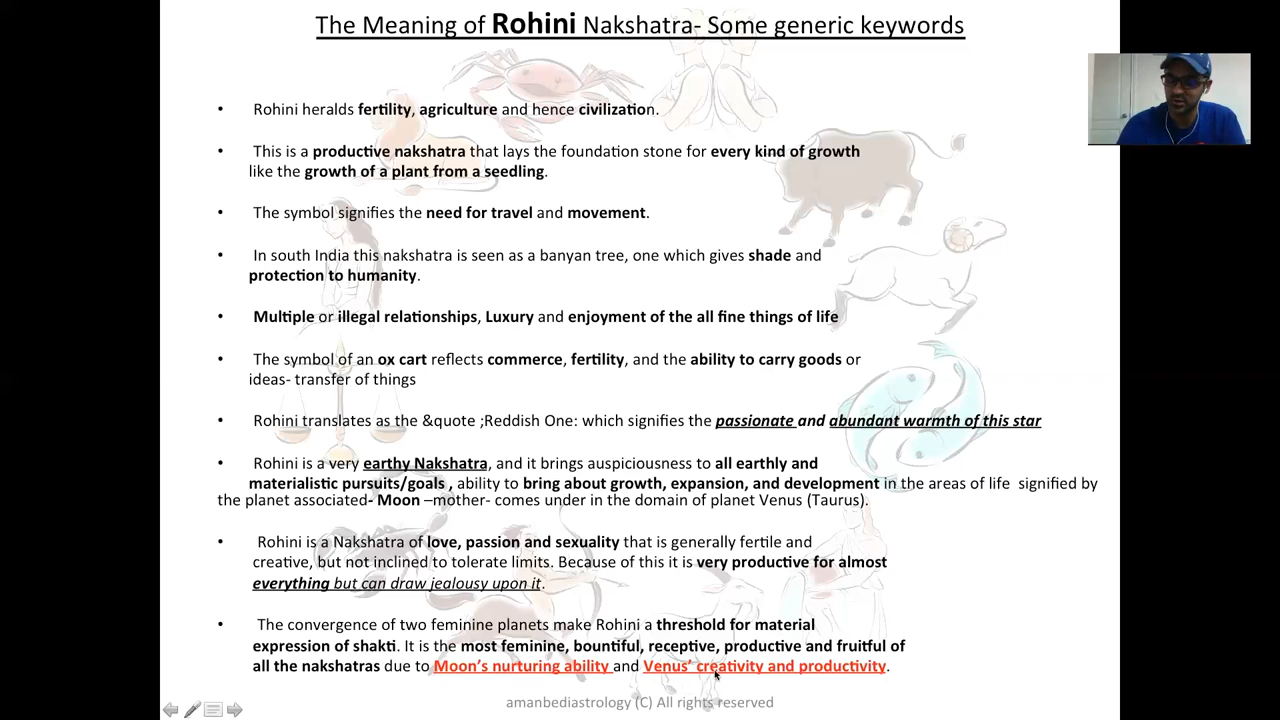 The Meaning of Rohini Nakshatra- Some generic keywords
• Rohini heralds fertility, agriculture and hence civilization.
• This is a productive nakshatra that lays the foundation stone for every kind of growth
like the growth of a plant from a seedling.
• The symbol signifies the need for travel and movement.
• In south India this nakshatra is seen as a banyan tree, one which gives shade and
protection to humanity.
• Multiple or illegal relationships, Luxury and enjoyment of the all fine things of life
• The symbol of an ox cart reflects commerce, fertility, and the ability to carry goods or
ideas- transfer of things
• Rohini translates as the &quote ;Reddish One: which signifies the passionate and abundant warmth of this star
• Rohini is a very earthy Nakshatra, and it brings auspiciousness to all earthly and
materialistic pursuits/goals , ability to bring about growth, expansion, and development in the areas of life signified by
the planet associated- Moon –mother- comes under in the domain of planet Venus (Taurus).
• Rohini is a Nakshatra of love, passion and sexuality that is generally fertile and
creative, but not inclined to tolerate limits. Because of this it is very productive for almost
everything but can draw jealousy upon it.
• The convergence of two feminine planets make Rohini a threshold for material
expression of shakti. It is the most feminine, bountiful, receptive, productive and fruitful of
all the nakshatras due to Moon's nurturing ability and Venus' creativity and productivity.
amanbediastrology (C) All rights reserved